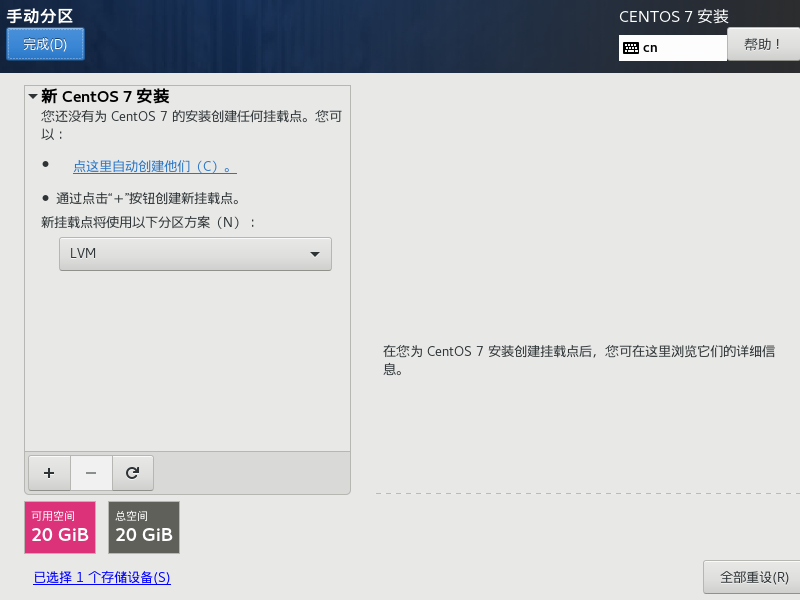 手动分区
完成(D)
CENTOS 7 安装
cn
帮助！
新 CentOS 7 安装
您还没有为 CentOS 7 的安装创建任何挂载点。您可
以：
点这里自动创建他们（C）。
通过点击“+”按钮创建新挂载点。
新挂载点将使用以下分区方案（N）：
LVM
在您为 CentOS 7 安装创建挂载点后，您可在这里浏览它们的详细信
息。
可用空间
20 GiB
总空间
20 GiB
已选择 1 个存储设备(S)
全部重设(R)